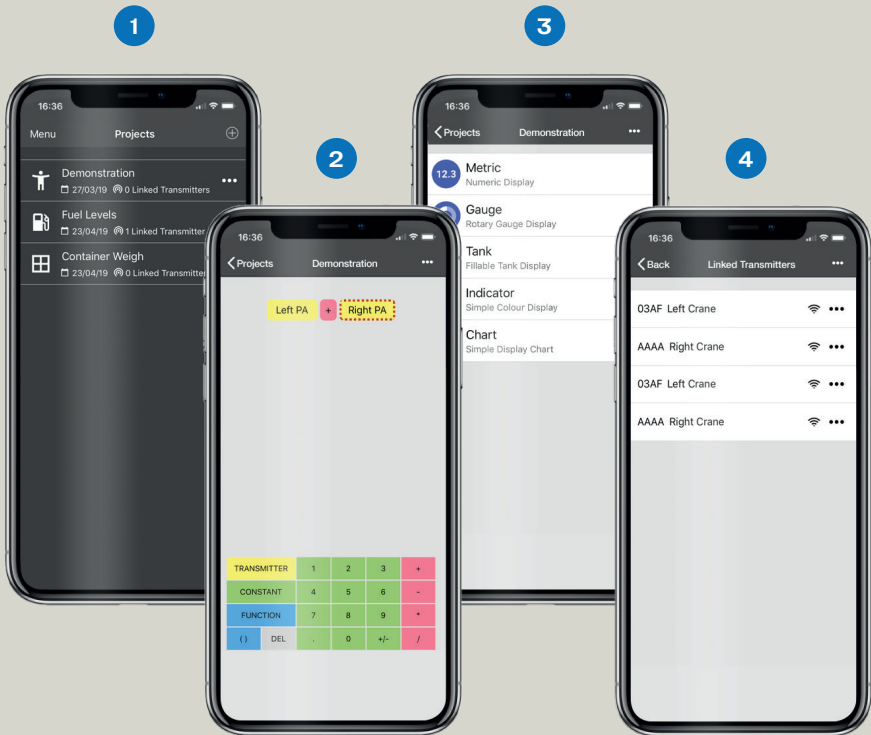 1
16:36
Menu Projects
Demonstration
27/03/19 0 Linked Transmitters
Fuel Levels
23/04/19 1 Linked Transmitter
Container Weigh
23/04/19 0 Linked Transmitte
2
16:36
Projects Demonstration
Left PA + Right PA
TRANSMITTER 1 2 3 +
CONSTANT 4 5 6 -
FUNCTION 7 8 9 *
( ) DEL . 0 +/- /
3
16:36
Projects Demonstration
12.3 Metric
Numeric Display
Gauge
Rotary Gauge Display
Tank
Fillable Tank Display
Indicator
Simple Colour Display
Chart
Simple Display Chart
4
16:36
Back Linked Transmitters
03AF Left Crane
AAAA Right Crane
03AF Left Crane
AAAA Right Crane